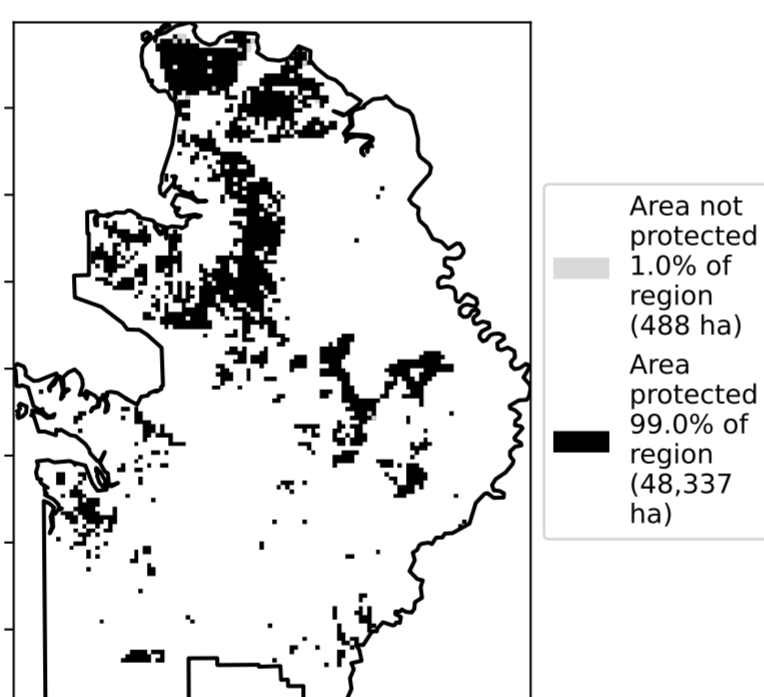 Area not
protected
1.0% of
region
(488 ha)
Area
protected
99.0% of
region
(48,337
ha)